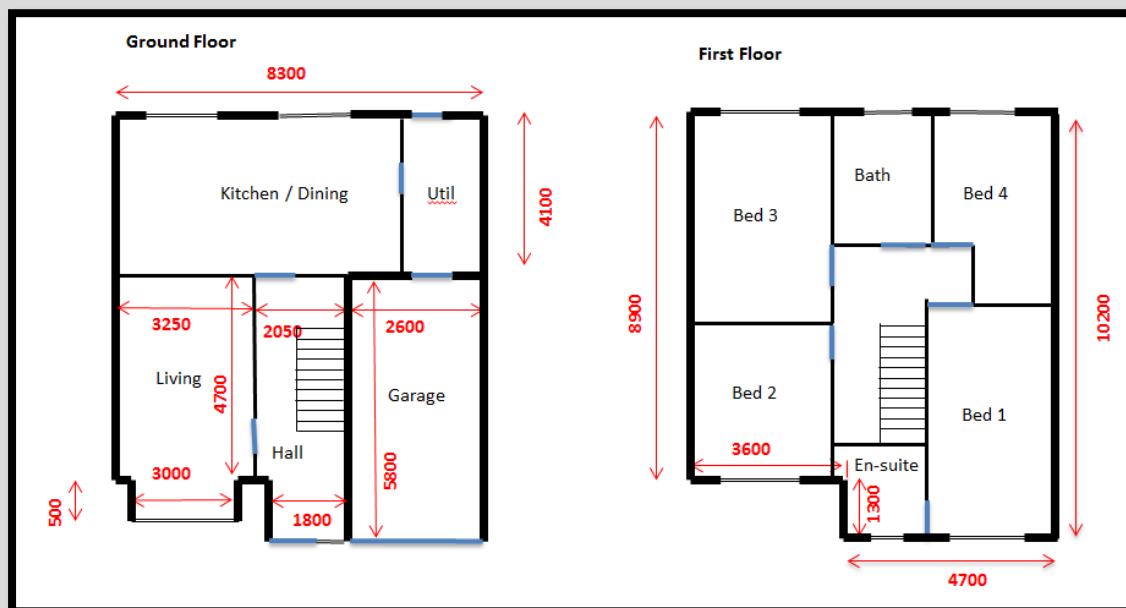 Ground Floor
8300
Kitchen / Dining
Util
4100
3250
2050
2600
Living
4700
Garage
Hall
5800
3000
500
1800
First Floor
Bath
Bed 3
Bed 4
8900
10200
Bed 2
Bed 1
3600
En-suite
1300
4700